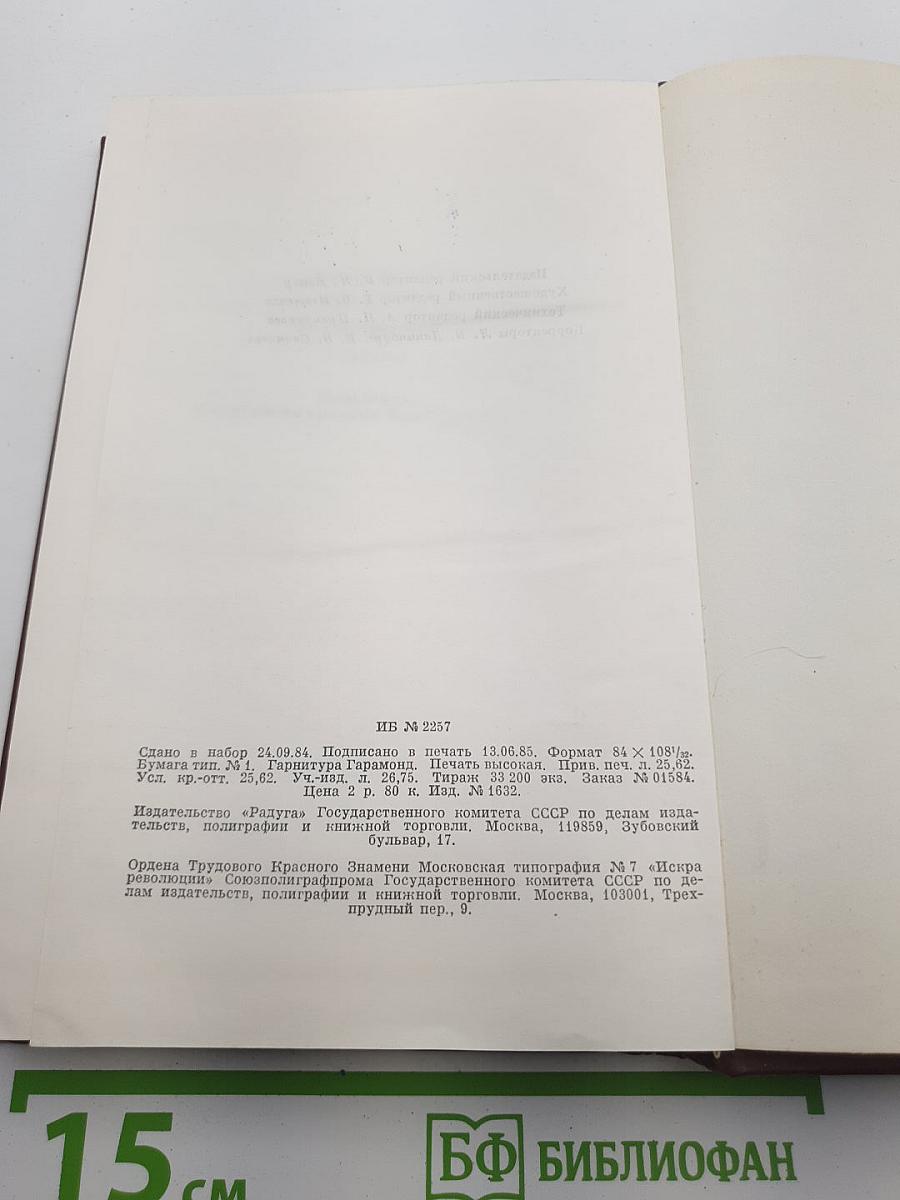 ИБ № 2257
Сдано в набор 24.09.84. Подписано в печать 13.06.85. Формат 84 × 108¹/₃₂.
Бумага тип. № 1. Гарнитура Гарамонд. Печать высокая. Прив. печ. л. 25,62.
Усл. кр.-отт. 25,62. Уч.-изд. л. 26,75. Тираж 33 200 экз. Заказ № 01584.
Цена 2 р. 80 к. Изд. № 1632.
Издательство «Радуга» Государственного комитета СССР по делам изда-
тельств, полиграфии и книжной торговли. Москва, 119859, Зубовский
бульвар, 17.
Ордена Трудового Красного Знамени Московская типография № 7 «Искра
революции» Союзполиграфпрома Государственного комитета СССР по де-
лам издательств, полиграфии и книжной торговли. Москва, 103001, Трех-
прудный пер., 9.
15 см
БФ БИБЛИОФАН